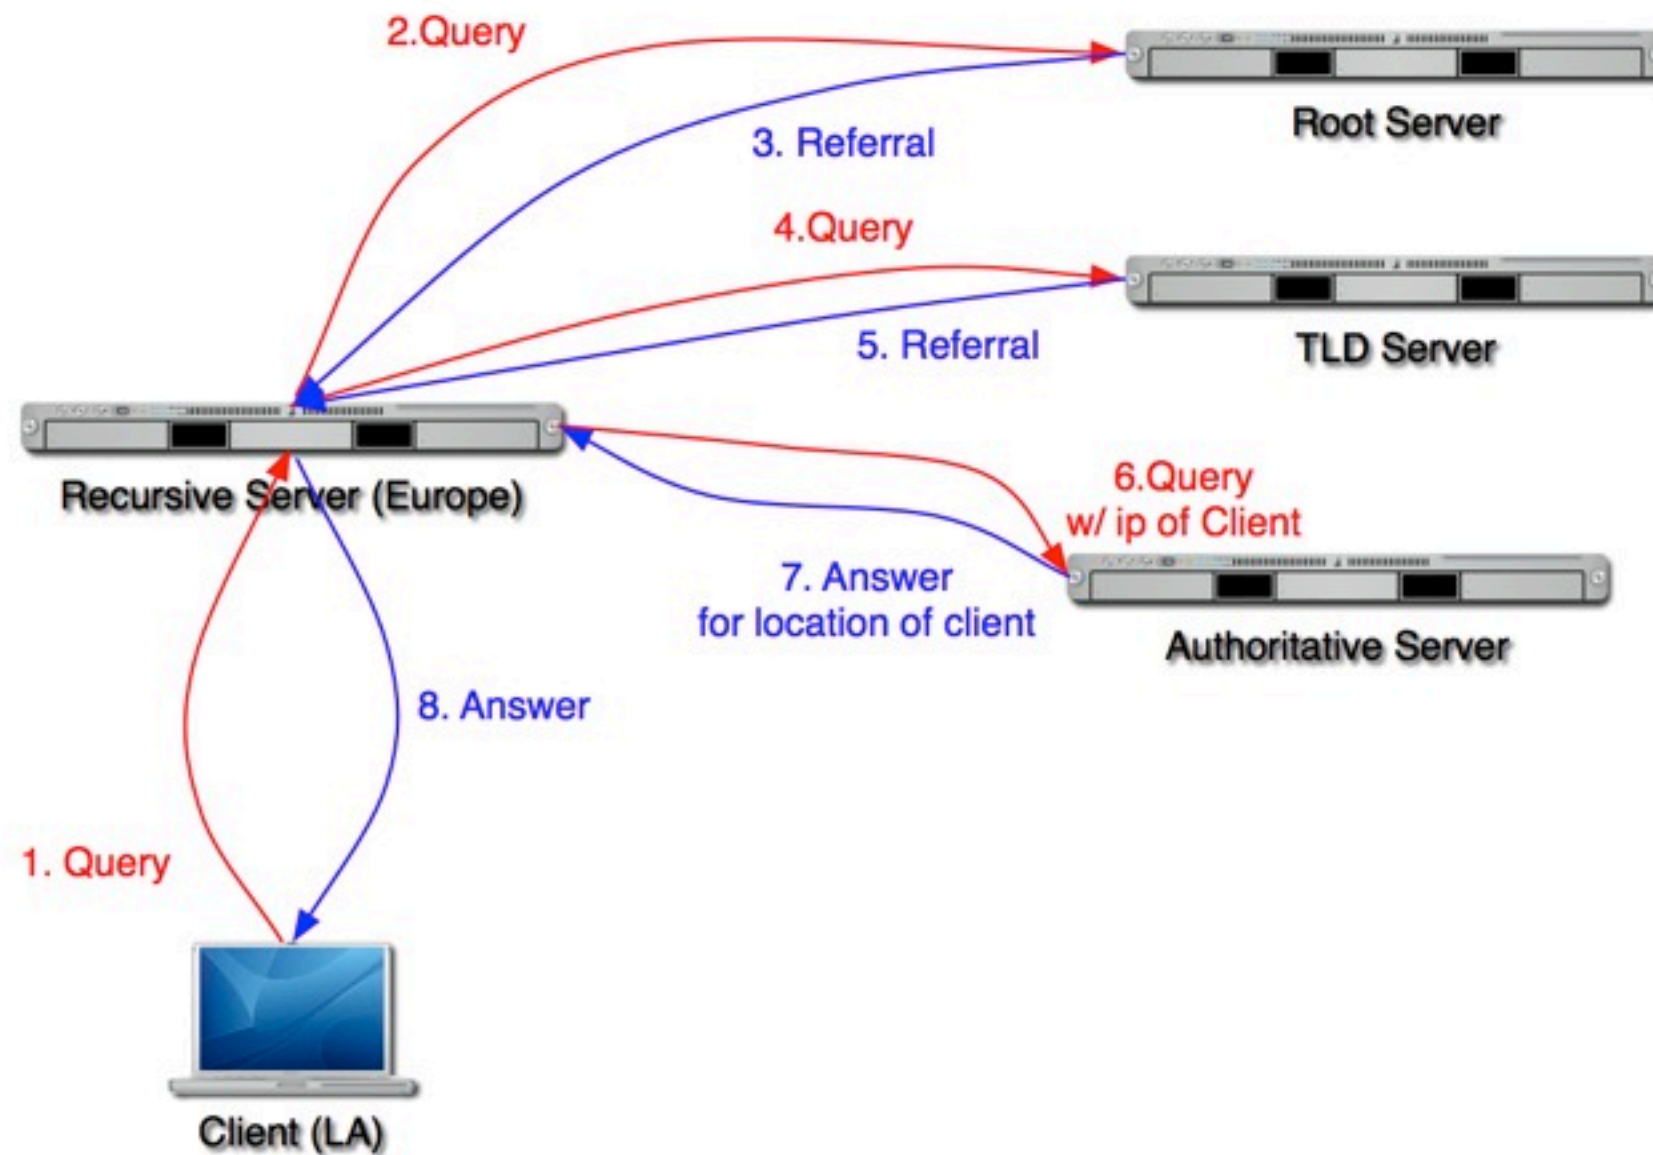 2.Query
Root Server
3. Referral
4.Query
5. Referral
TLD Server
Recursive Server (Europe)
6.Query
w/ ip of Client
7. Answer
for location of client
Authoritative Server
8. Answer
1. Query
Client (LA)